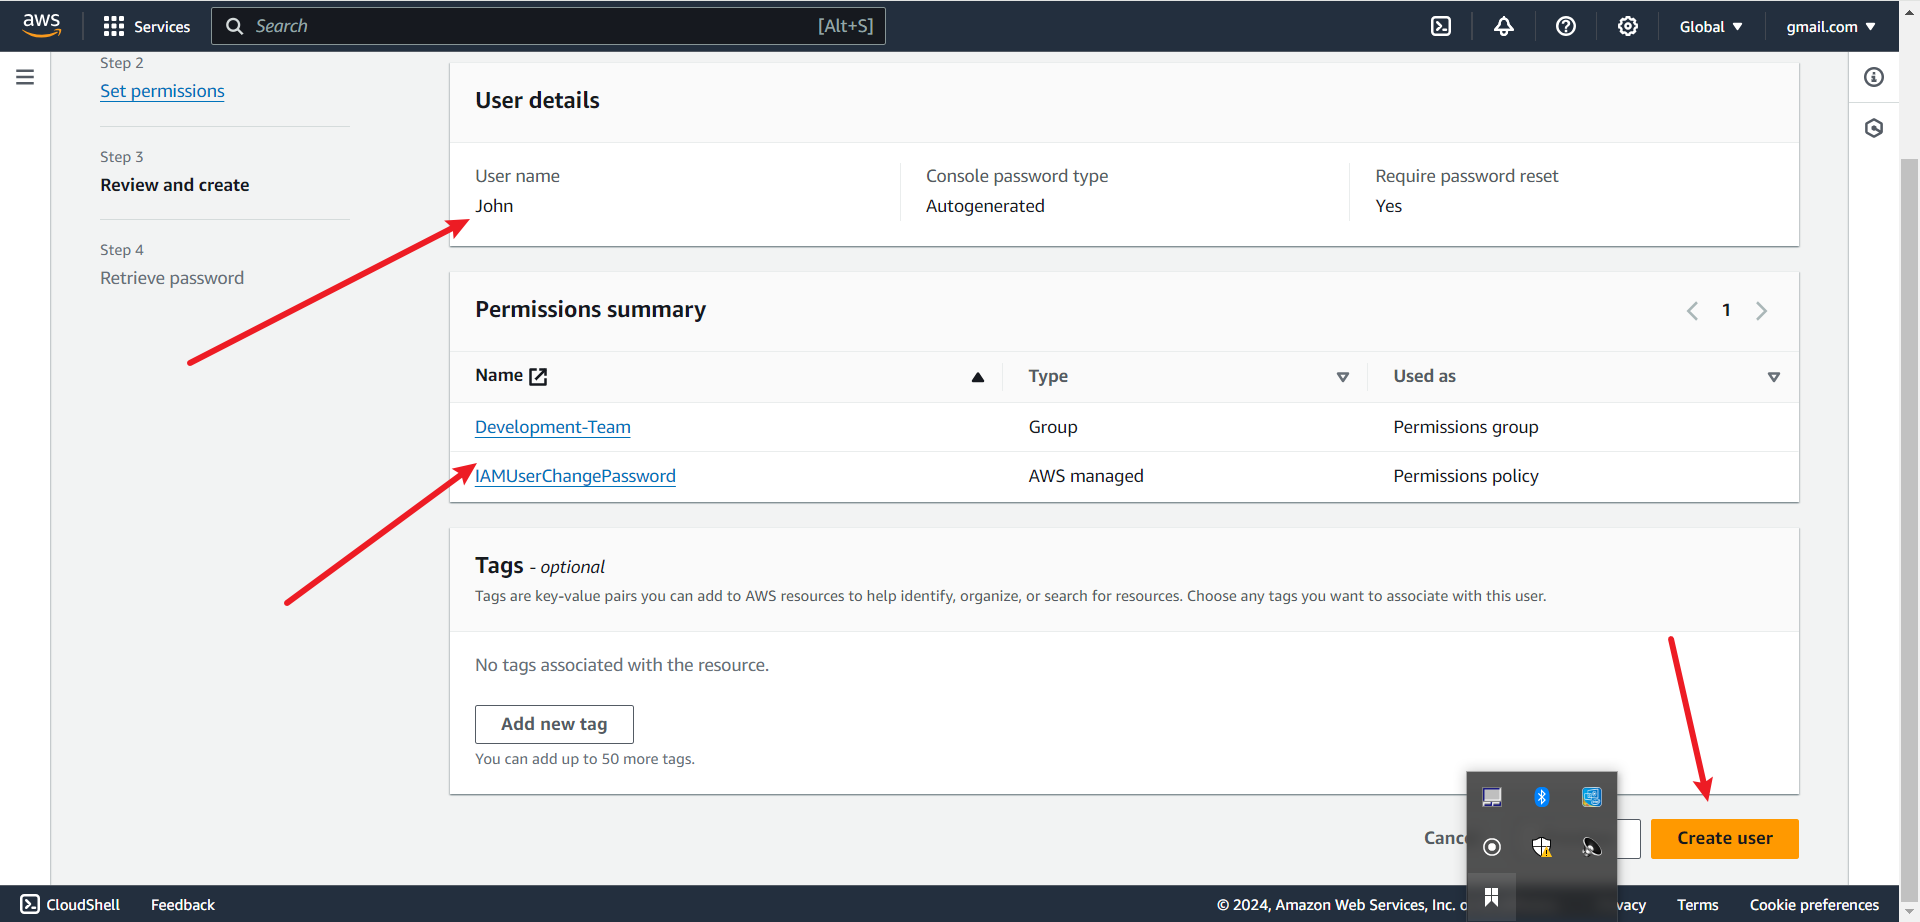 aws
Services
Search
[Alt+S]
Global
gmail.com
Step 2
Set permissions
Step 3
Review and create
Step 4
Retrieve password
User details
User name
John
Console password type
Autogenerated
Require password reset
Yes
Permissions summary
1
Name
Type
Used as
Development-Team
Group
Permissions group
IAMUserChangePassword
AWS managed
Permissions policy
Tags - optional
Tags are key-value pairs you can add to AWS resources to help identify, organize, or search for resources. Choose any tags you want to associate with this user.
No tags associated with the resource.
Add new tag
You can add up to 50 more tags.
Create user
CloudShell
Feedback
© 2024, Amazon Web Services, Inc.
Terms
Cookie preferences